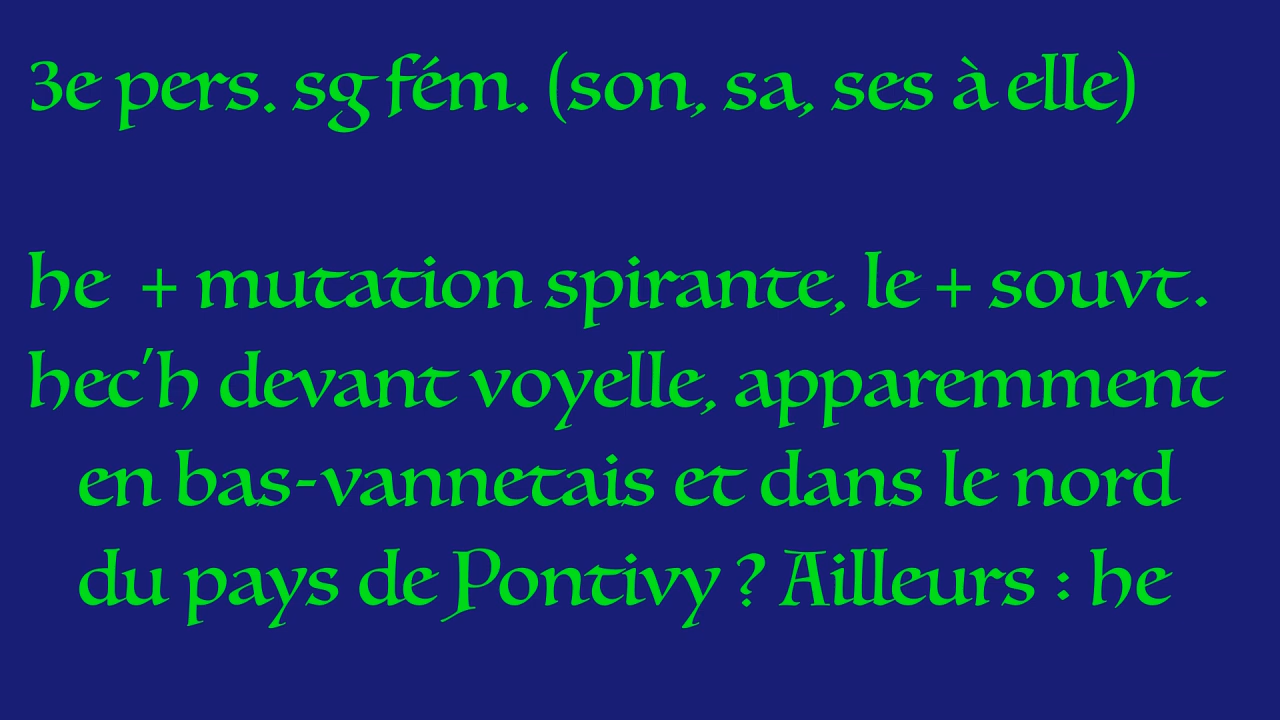 3e pers. sg fém. (son, sa, ses à elle)
he + mutation spirante, le + souvt.
hec'h devant voyelle, apparemment
en bas-vannetais et dans le nord
du pays de Pontivy ? Ailleurs : he